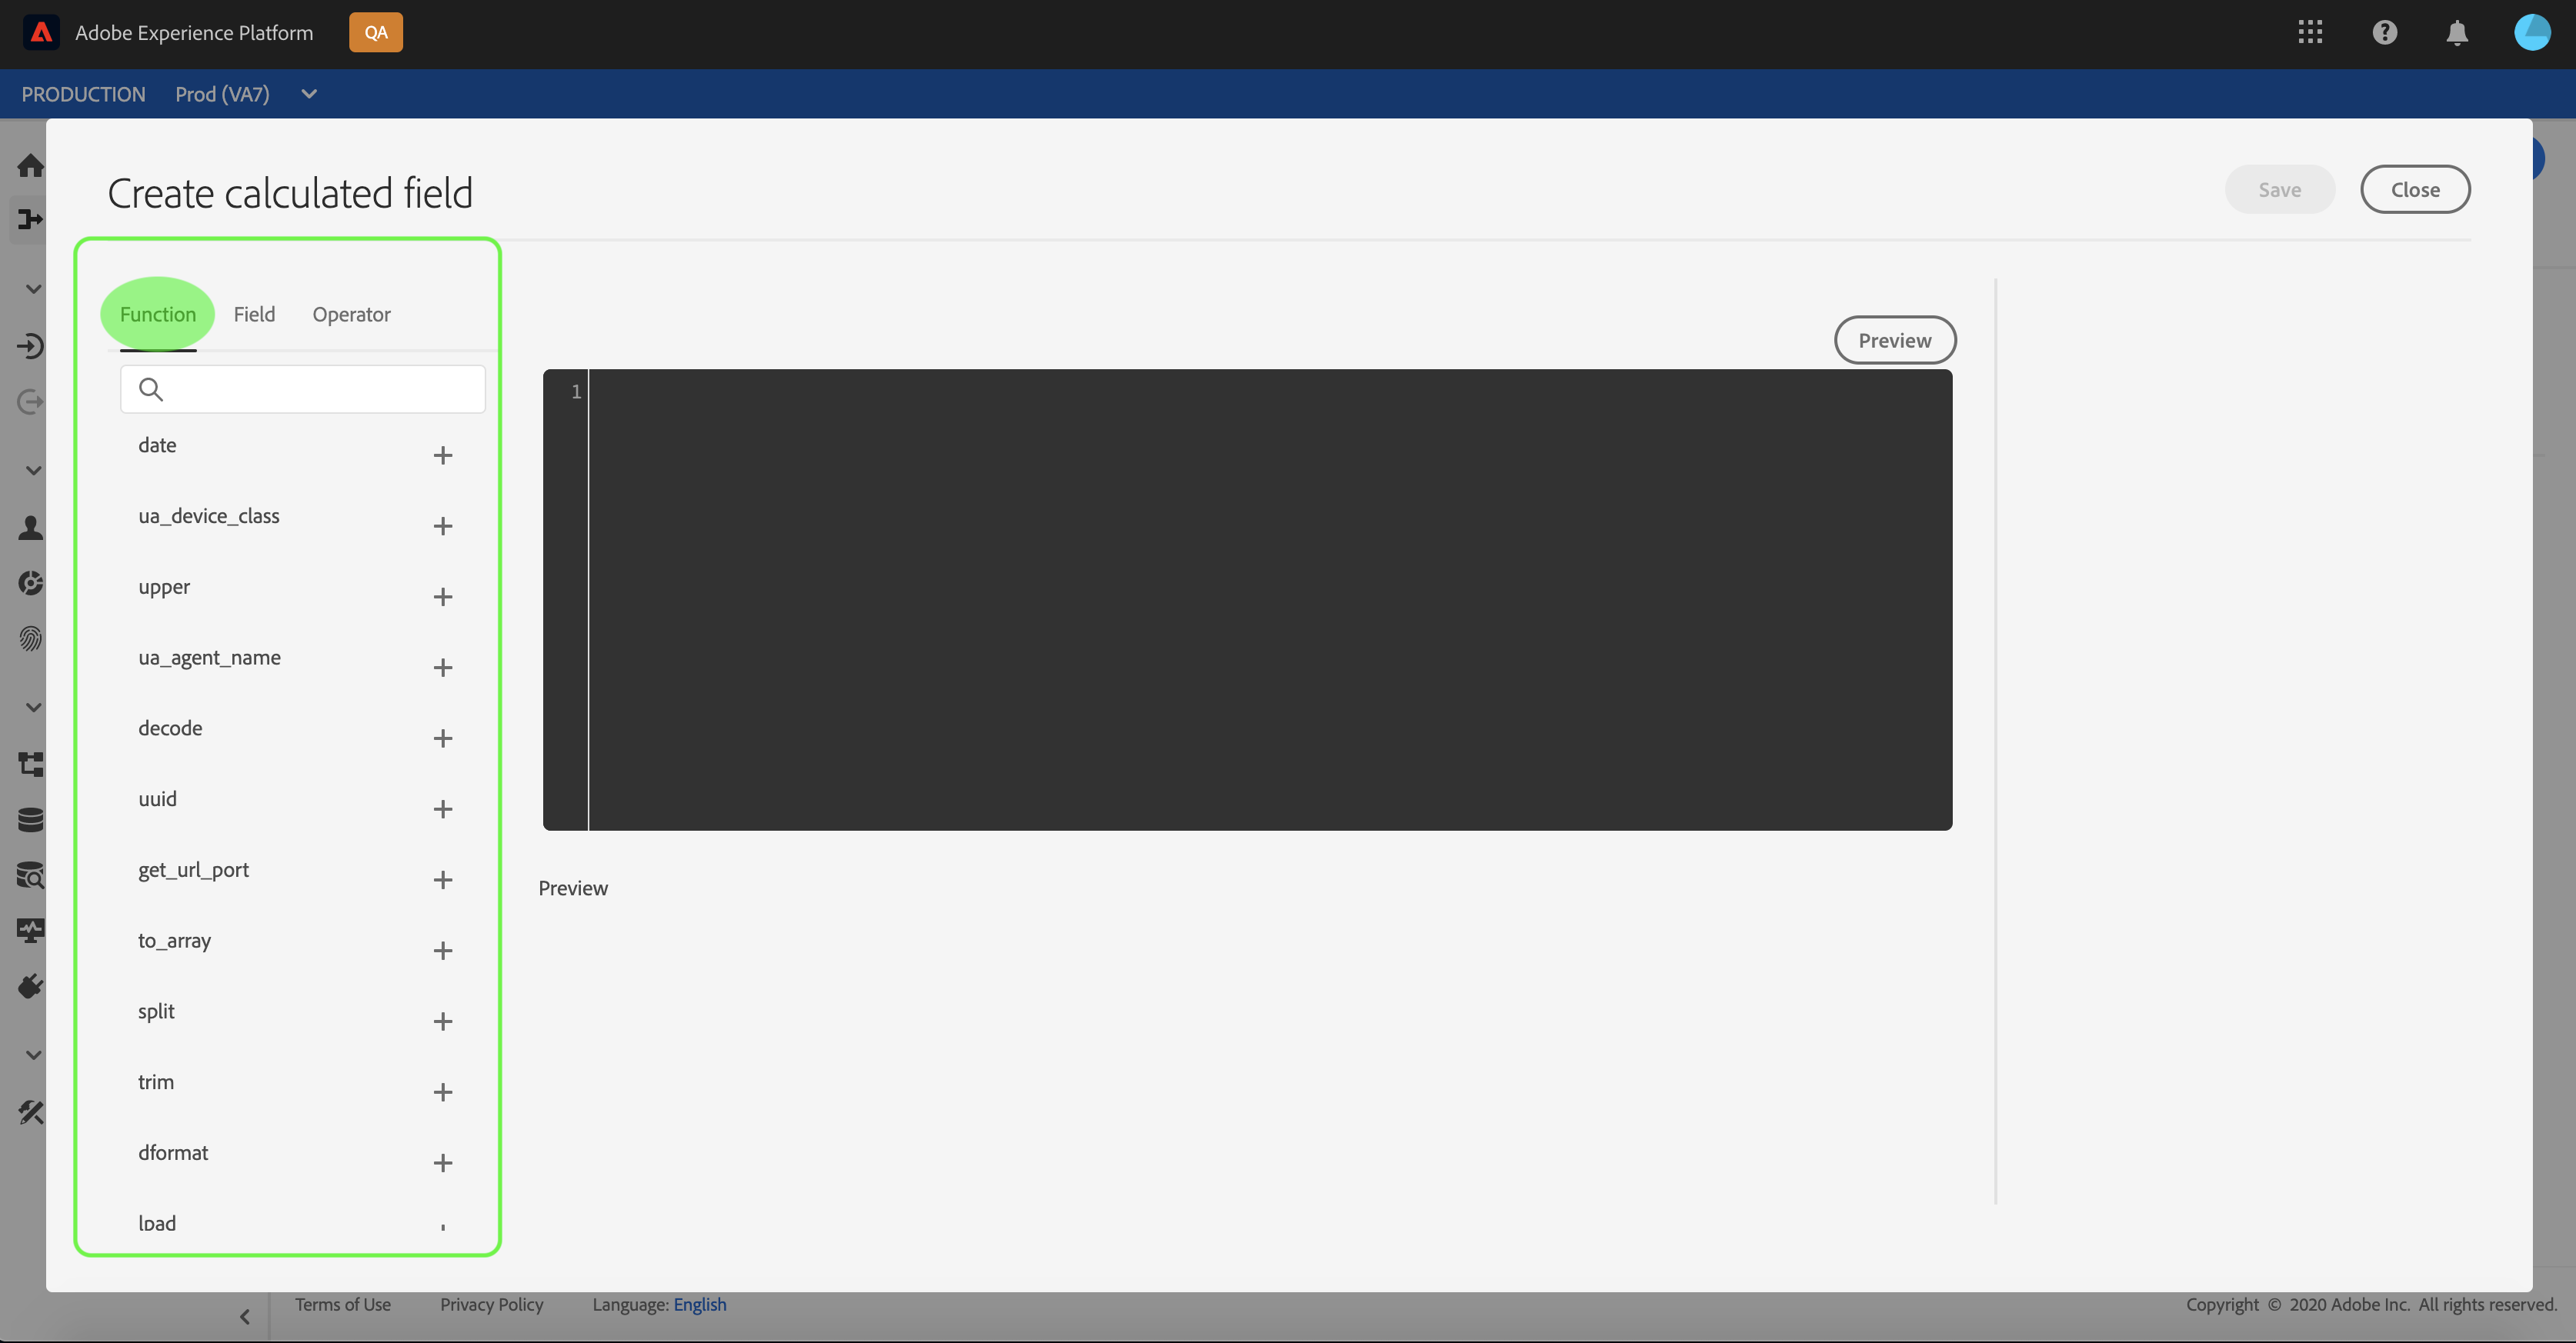 Adobe Experience Platform QA
PRODUCTION Prod (VA7)
Create calculated field
Save Close
Function Field Operator
Preview
1
date
ua_device_class
upper
ua_agent_name
decode
uuid
get_url_port
to_array
split
trim
dformat
lpad
Preview
Terms of Use Privacy Policy Language: English
Copyright © 2020 Adobe Inc. All rights reserved.